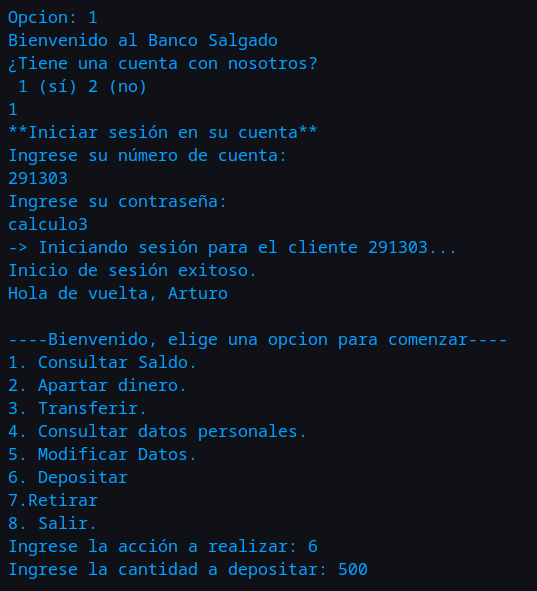 Opcion: 1
Bienvenido al Banco Salgado
¿Tiene una cuenta con nosotros?
 1 (sí) 2 (no)
1
**Iniciar sesión en su cuenta**
Ingrese su número de cuenta:
291303
Ingrese su contraseña:
calculo3
-> Iniciando sesión para el cliente 291303...
Inicio de sesión exitoso.
Hola de vuelta, Arturo

----Bienvenido, elige una opcion para comenzar----
1. Consultar Saldo.
2. Apartar dinero.
3. Transferir.
4. Consultar datos personales.
5. Modificar Datos.
6. Depositar
7.Retirar
8. Salir.
Ingrese la acción a realizar: 6
Ingrese la cantidad a depositar: 500